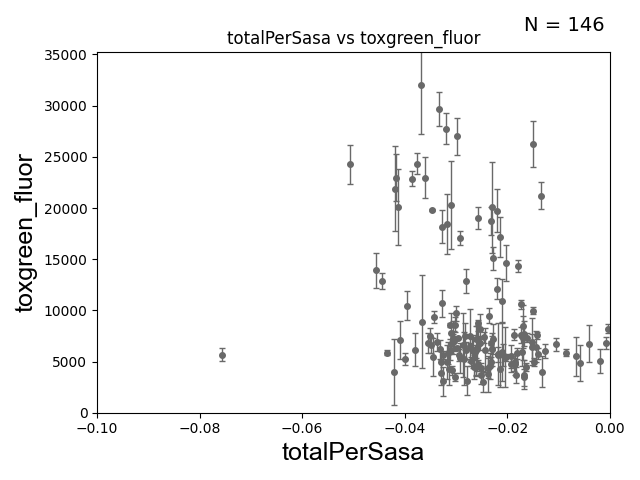 N = 146
totalPerSasa vs toxgreen_fluor
35000
30000
25000
20000
15000
10000
5000
0
toxgreen_fluor
−0.10 −0.08 −0.06 −0.04 −0.02 0.00
totalPerSasa